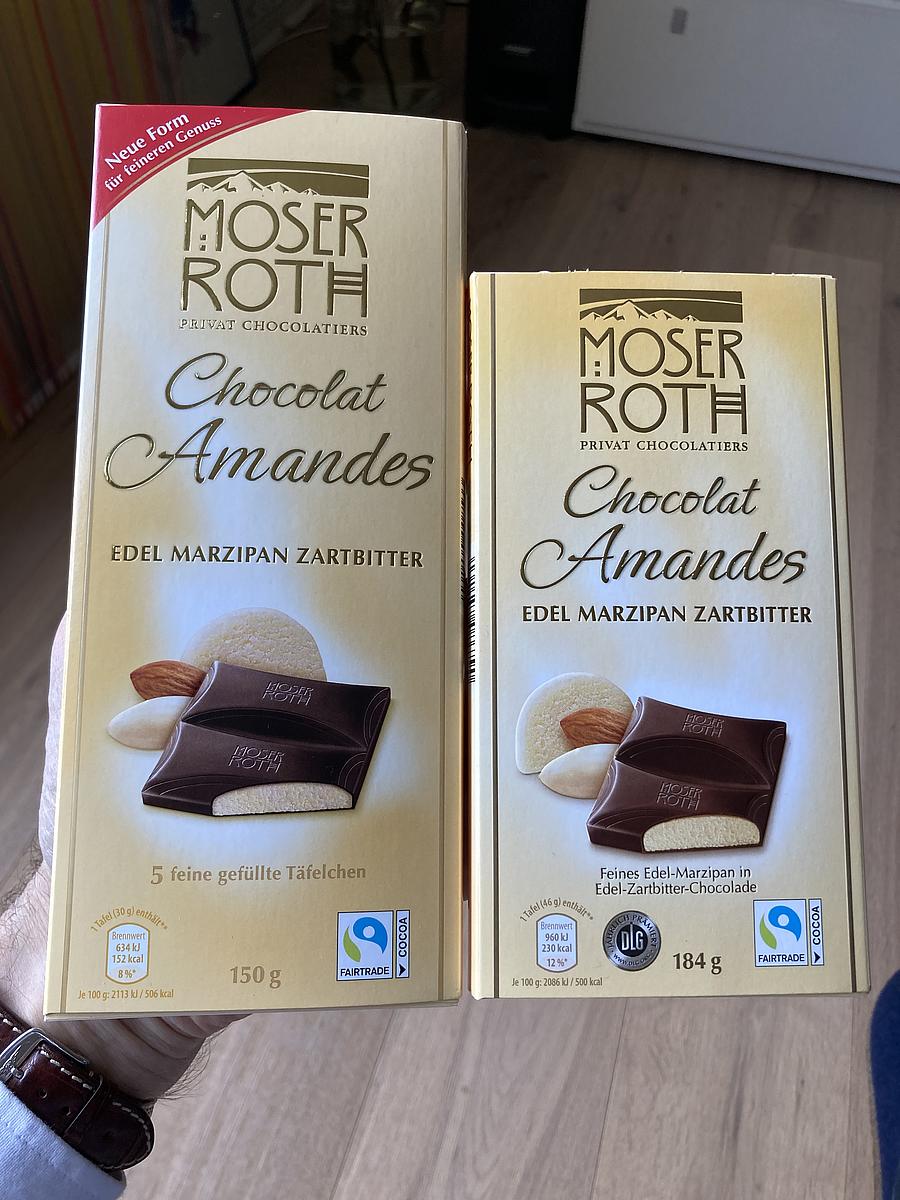 Neue Form
für feineren Genuss
MOSER
ROTH
PRIVAT CHOCOLATIERS
Chocolat
Amandes
EDEL MARZIPAN ZARTBITTER
MOSER
ROTH
MOSER
ROTH
5 feine gefüllte Täfelchen
1 Tafel (30 g) enthält**
Brennwert
634 kJ
152 kcal
8 %*
Je 100 g: 2113 kJ / 506 kcal
150 g
FAIRTRADE
COCOA
MOSER
ROTH
PRIVAT CHOCOLATIERS
Chocolat
Amandes
EDEL MARZIPAN ZARTBITTER
MOSER
ROTH
MOSER
ROTH
Feines Edel-Marzipan in
Edel-Zartbitter-Chocolade
1 Tafel (46 g) enthält**
Brennwert
960 kJ
230 kcal
12 %*
Je 100 g: 2086 kJ / 500 kcal
JÄHRLICH PRÄMIERT
DLG
184 g
FAIRTRADE
COCOA